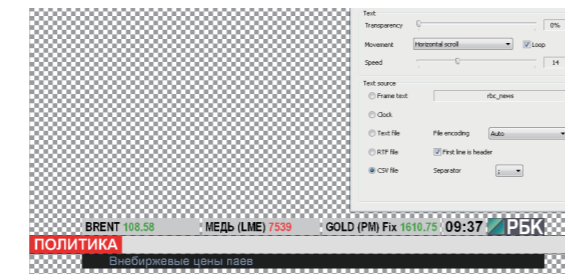 Text
Transparency 0%
Movement Horizontal scroll Loop
Speed 14
Text source
Frame text rbc_news
Clock
Text file File encoding Auto
RTF file First line is header
CSV file Separator ;
BRENT 108.58 МЕДЬ (LME) 7539 GOLD (PM) Fix 1610.75 09:37 РБК
ПОЛИТИКА
Внебиржевые цены паев